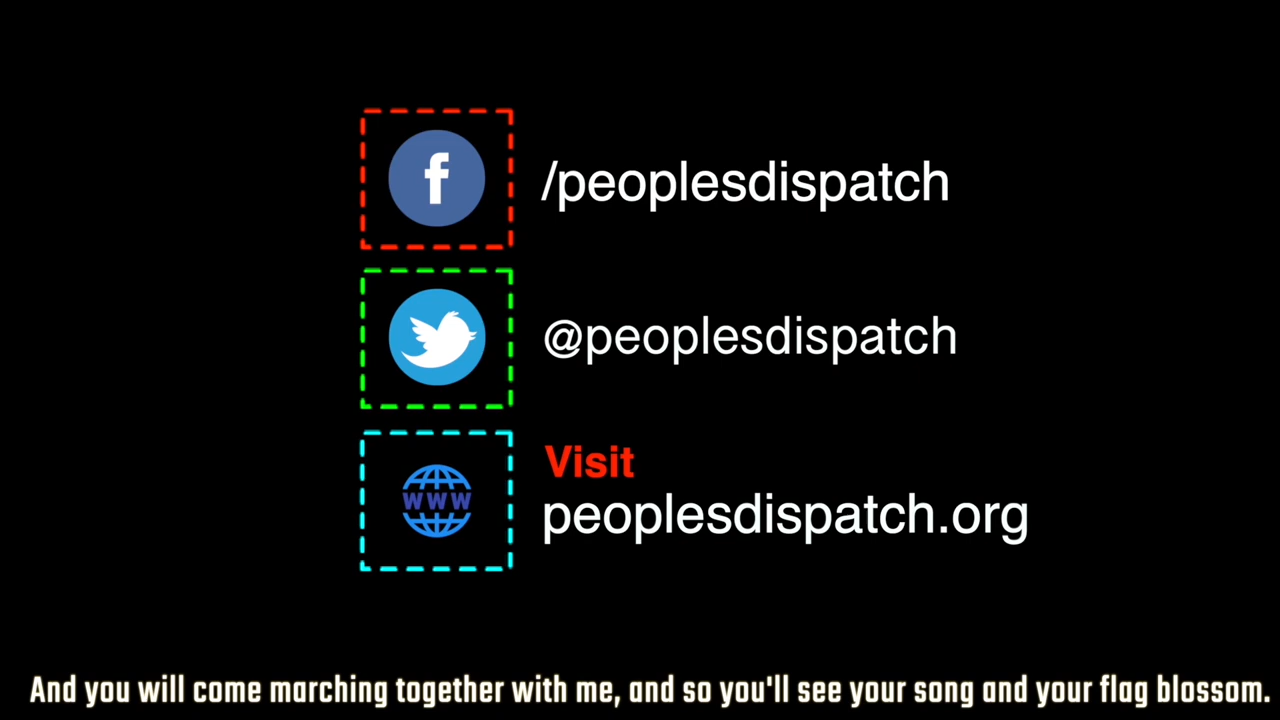 f
/peoplesdispatch
@peoplesdispatch
Visit
www
peoplesdispatch.org
And you will come marching together with me, and so you'll see your song and your flag blossom.